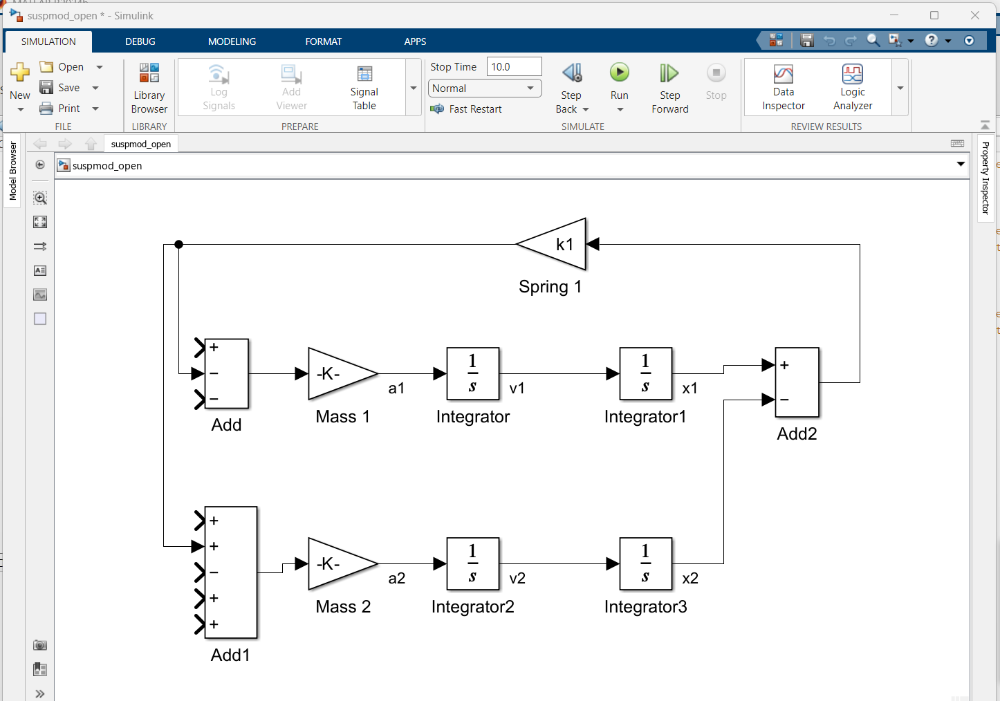 suspmod_open * - Simulink
SIMULATION DEBUG MODELING FORMAT APPS
New
Open
Save
Print
FILE
Library
Browser
LIBRARY
Log
Signals
Add
Viewer
Signal
Table
PREPARE
Stop Time 10.0
Normal
Fast Restart
Step
Back
Run
Step
Forward
Stop
SIMULATE
Data
Inspector
Logic
Analyzer
REVIEW RESULTS
Model Browser
suspmod_open
Property Inspector
suspmod_open
k1
Spring 1
+
−
−
Add
-K-
Mass 1
a1
1
s
Integrator
v1
1
s
Integrator1
x1
+
−
Add2
+
+
−
+
+
Add1
-K-
Mass 2
a2
1
s
Integrator2
v2
1
s
Integrator3
x2